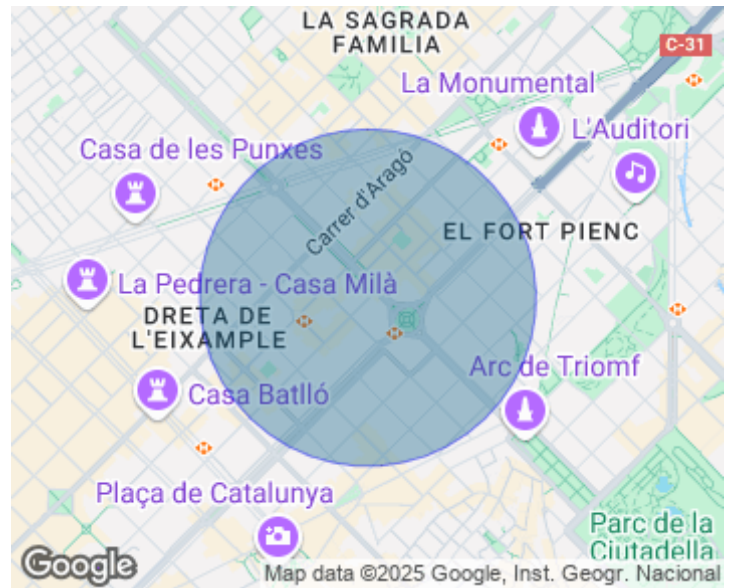 LA SAGRADA
FAMILIA
C-31
La Monumental
L'Auditori
Casa de les Punxes
Carrer d'Aragó
EL FORT PIENC
La Pedrera - Casa Milà
DRETA DE
L'EIXAMPLE
Arc de Triomf
Casa Batlló
Plaça de Catalunya
Parc de la
Ciutadella
Google
Map data ©2025 Google, Inst. Geogr. Nacional